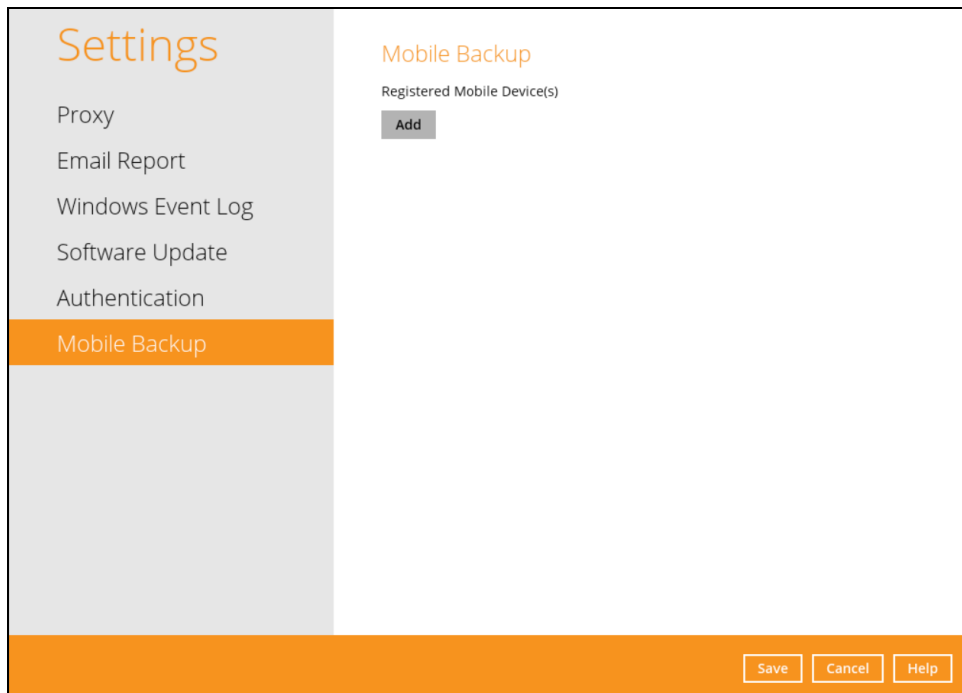 Settings
Proxy
Email Report
Windows Event Log
Software Update
Authentication
Mobile Backup
Mobile Backup
Registered Mobile Device(s)
Add
Save
Cancel
Help